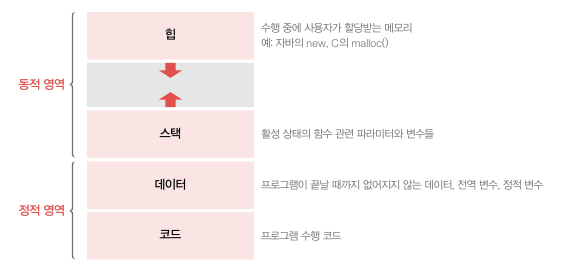 힙
수행 중에 사용자가 할당받는 메모리
예: 자바의 new, C의 malloc()
동적 영역
스택
활성 상태의 함수 관련 파라미터와 변수들
데이터
프로그램이 끝날 때까지 없어지지 않는 데이터, 전역 변수, 정적 변수
정적 영역
코드
프로그램 수행 코드